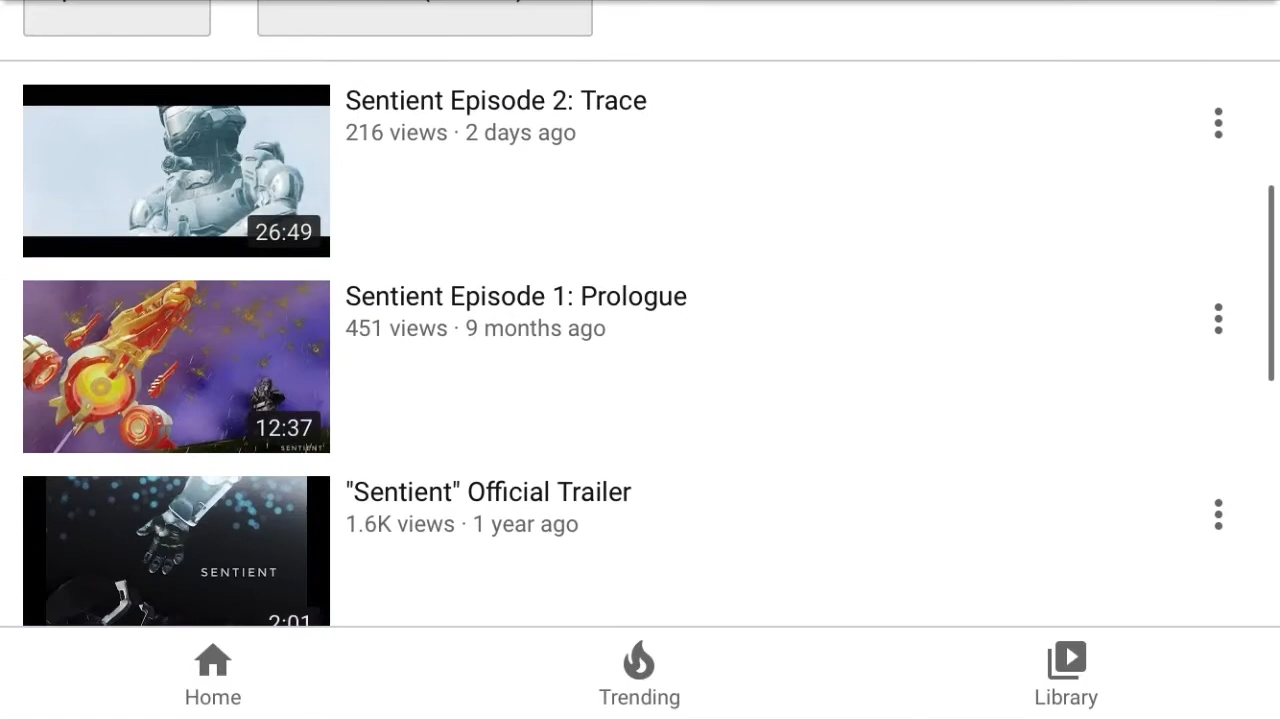 Sentient Episode 2: Trace
216 views · 2 days ago
26:49
Sentient Episode 1: Prologue
451 views · 9 months ago
12:37
SENTIENT
"Sentient" Official Trailer
1.6K views · 1 year ago
SENTIENT
2:01
Home
Trending
Library